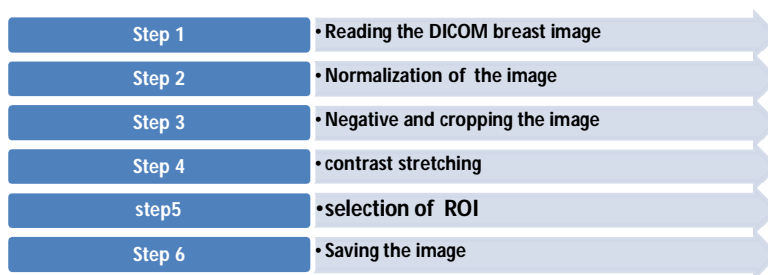 Step 1
• Reading the DICOM breast image
Step 2
• Normalization of the image
Step 3
• Negative and cropping the image
Step 4
• contrast stretching
step5
•selection of ROI
Step 6
• Saving the image